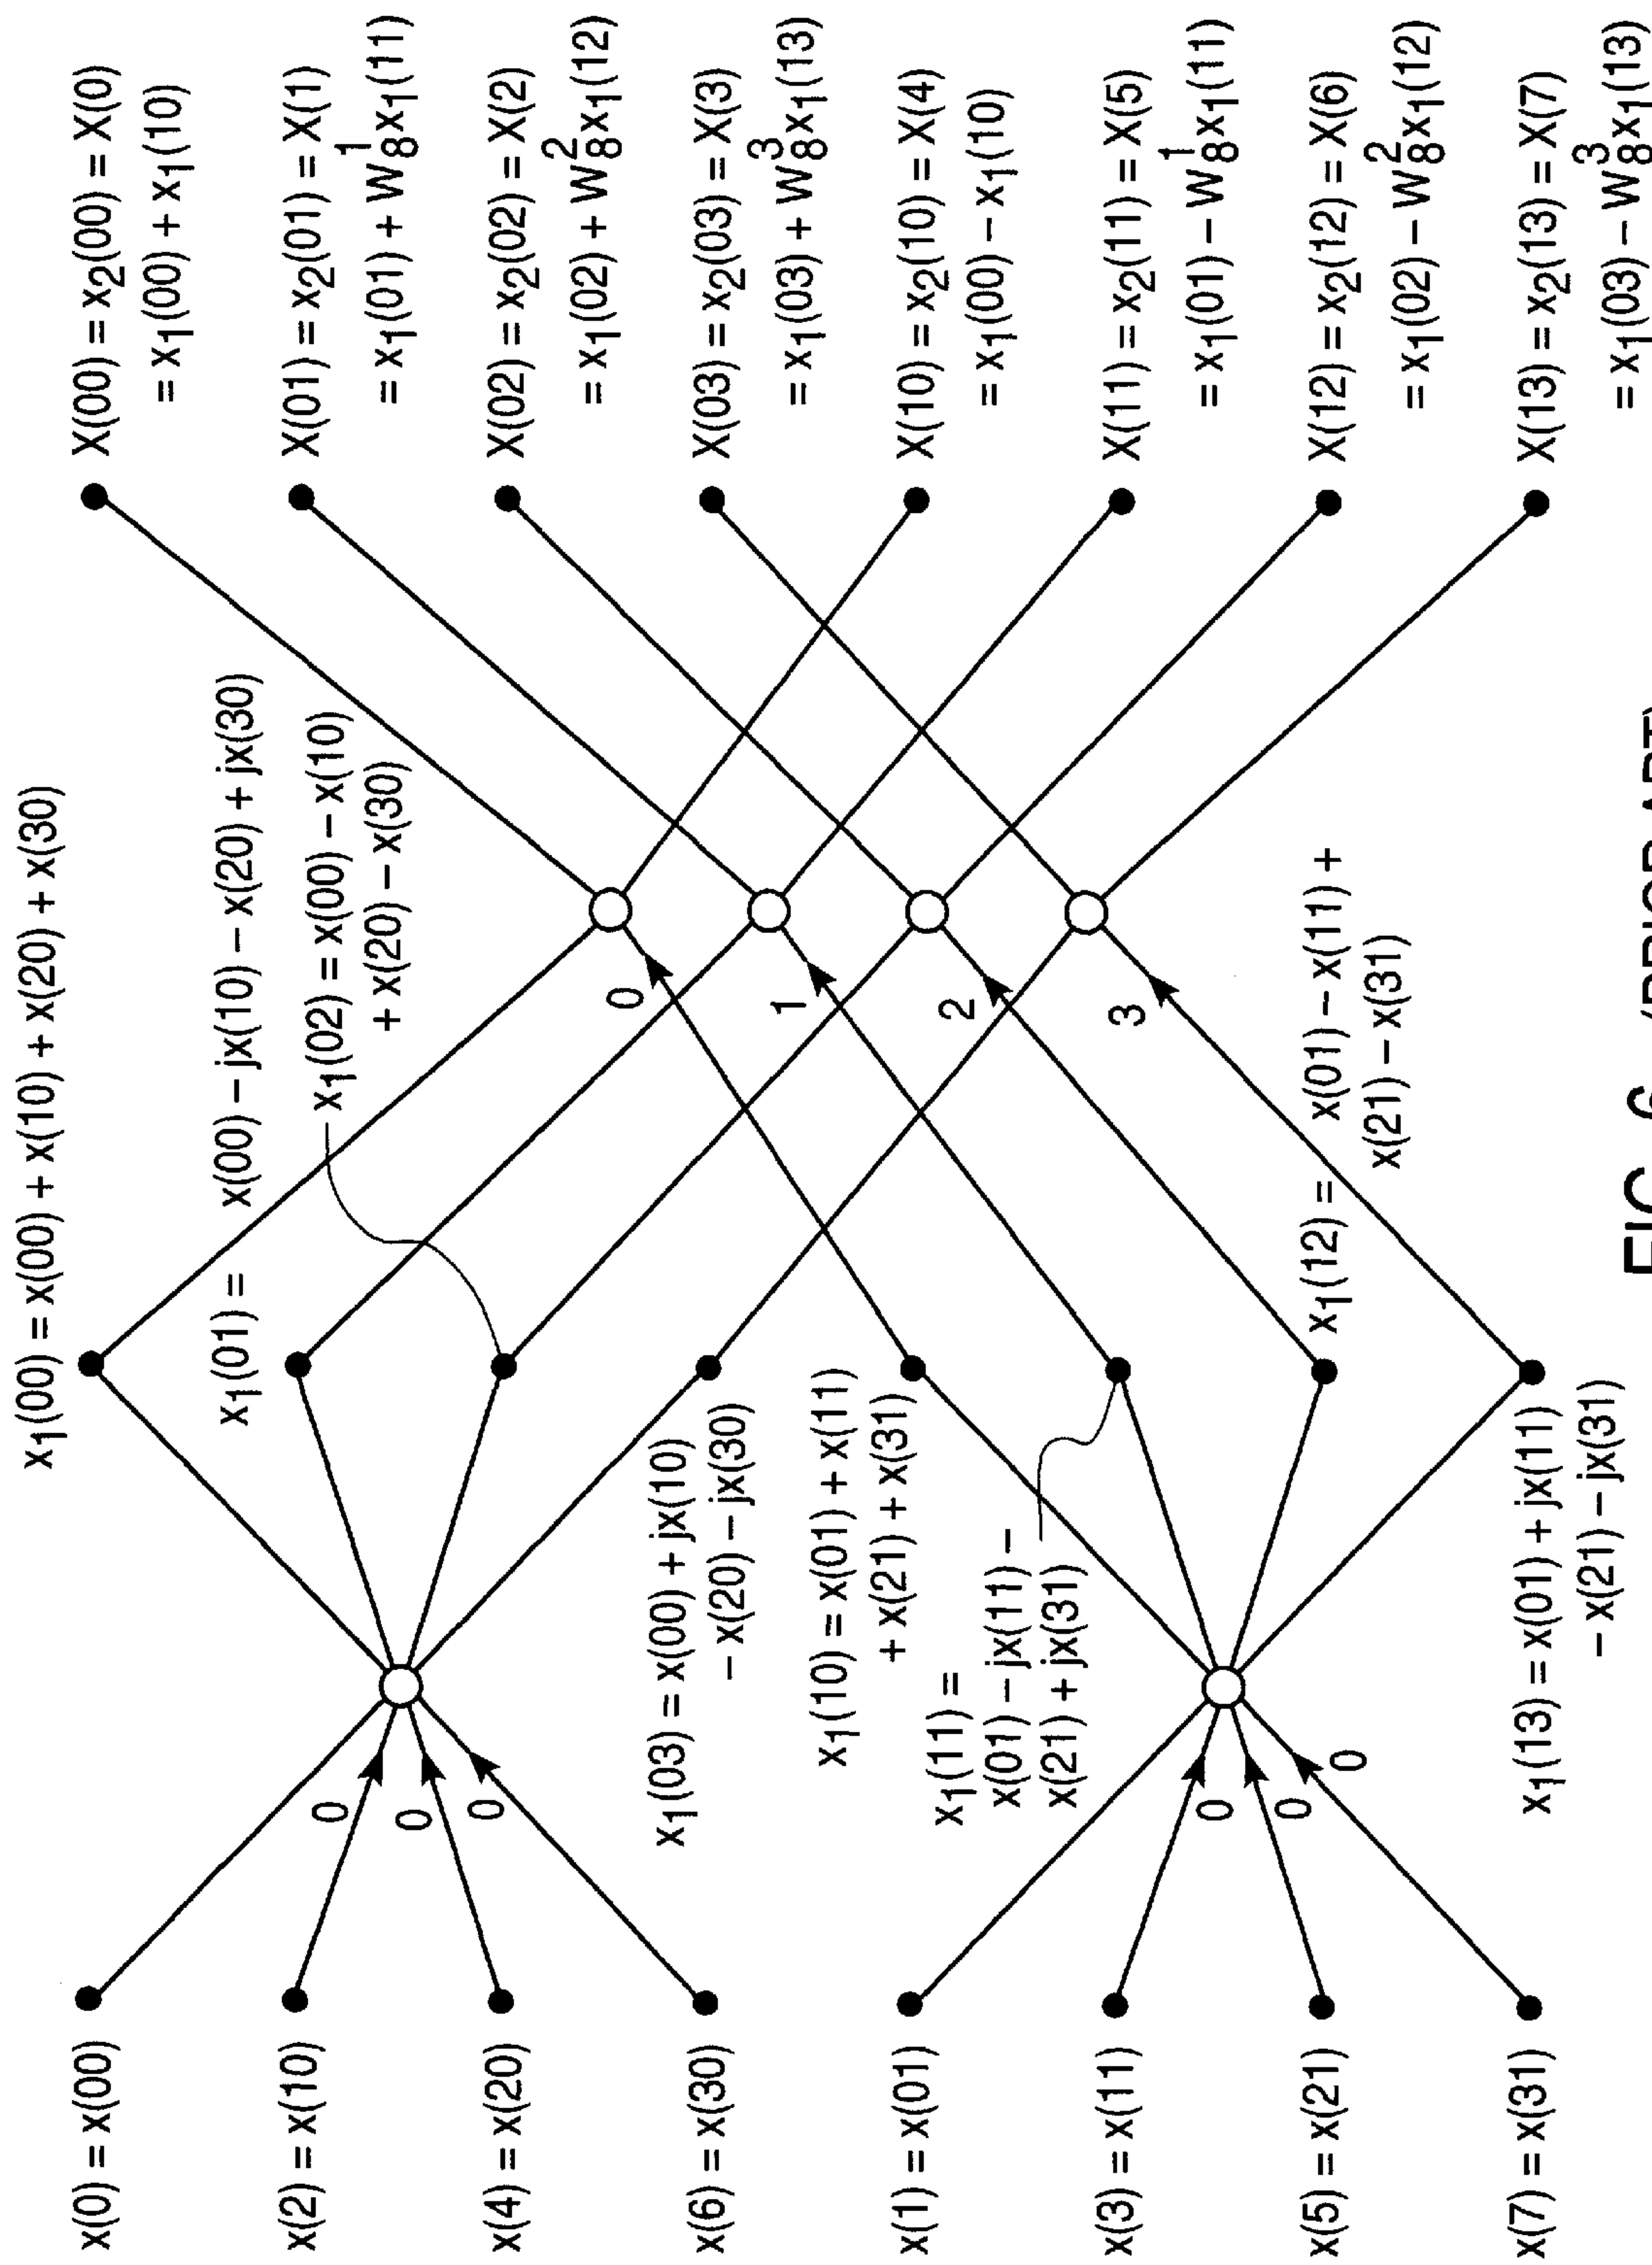 x(0) = x(00)
x(2) = x(10)
x(4) = x(20)
x(6) = x(30)
x(1) = x(01)
x(3) = x(11)
x(5) = x(21)
x(7) = x(31)
0
0
0
0
0
0
x₁(00) = x(00) + x(10) + x(20) + x(30)
x₁(01) = x(00) – jx(10) – x(20) + jx(30)
x₁(02) = x(00) – x(10)
+ x(20) – x(30)
x₁(03) = x(00) + jx(10)
– x(20) – jx(30)
x₁(10) = x(01) + x(11)
+ x(21) + x(31)
x₁(11) =
x(01) – jx(11) –
x(21) + jx(31)
x₁(12) = x(01) – x(11) +
x(21) – x(31)
x₁(13) = x(01) + jx(11)
– x(21) – jx(31)
0
1
2
3
X(00) = x₂(00) = X(0)
= x₁(00) + x₁(10)
X(01) = x₂(01) = X(1)
= x₁(01) + W₈¹x₁(11)
X(02) = x₂(02) = X(2)
= x₁(02) + W₈²x₁(12)
X(03) = x₂(03) = X(3)
= x₁(03) + W₈³x₁(13)
X(10) = x₂(10) = X(4)
= x₁(00) – x₁(10)
X(11) = x₂(11) = X(5)
= x₁(01) – W₈¹x₁(11)
X(12) = x₂(12) = X(6)
= x₁(02) – W₈²x₁(12)
X(13) = x₂(13) = X(7)
= x₁(03) – W₈³x₁(13)
FIG. 6 (PRIOR ART)